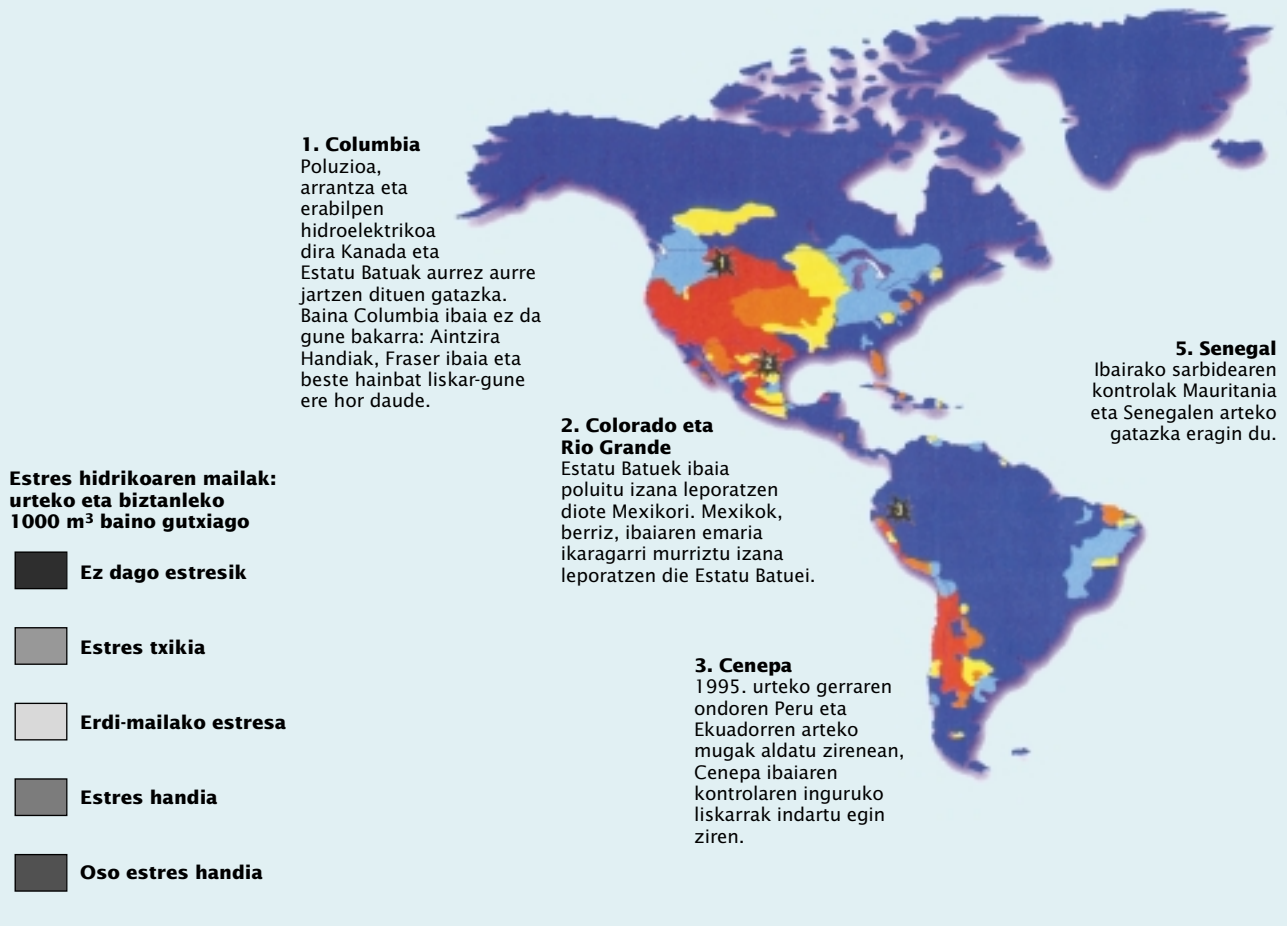 1. Columbia
Poluzioa,
arrantza eta
erabilpen
hidroelektrikoa
dira Kanada eta
Estatu Batuak aurrez aurre
jartzen dituen gatazka.
Baina Columbia ibaia ez da
gune bakarra: Aintzira
Handiak, Fraser ibaia eta
beste hainbat liskar-gune
ere hor daude.
1
2
3
5. Senegal
Ibairako sarbidearen
kontrolak Mauritania
eta Senegalen arteko
gatazka eragin du.
2. Colorado eta
Rio Grande
Estatu Batuek ibaia
poluitu izana leporatzen
diote Mexikori. Mexikok,
berriz, ibaiaren emaria
ikaragarri murriztu izana
leporatzen die Estatu Batuei.
Estres hidrikoaren mailak:
urteko eta biztanleko
1000 m³ baino gutxiago
Ez dago estresik
Estres txikia
Erdi-mailako estresa
Estres handia
Oso estres handia
3. Cenepa
1995. urteko gerraren
ondoren Peru eta
Ekuadorren arteko
mugak aldatu zirenean,
Cenepa ibaiaren
kontrolaren inguruko
liskarrak indartu egin
ziren.